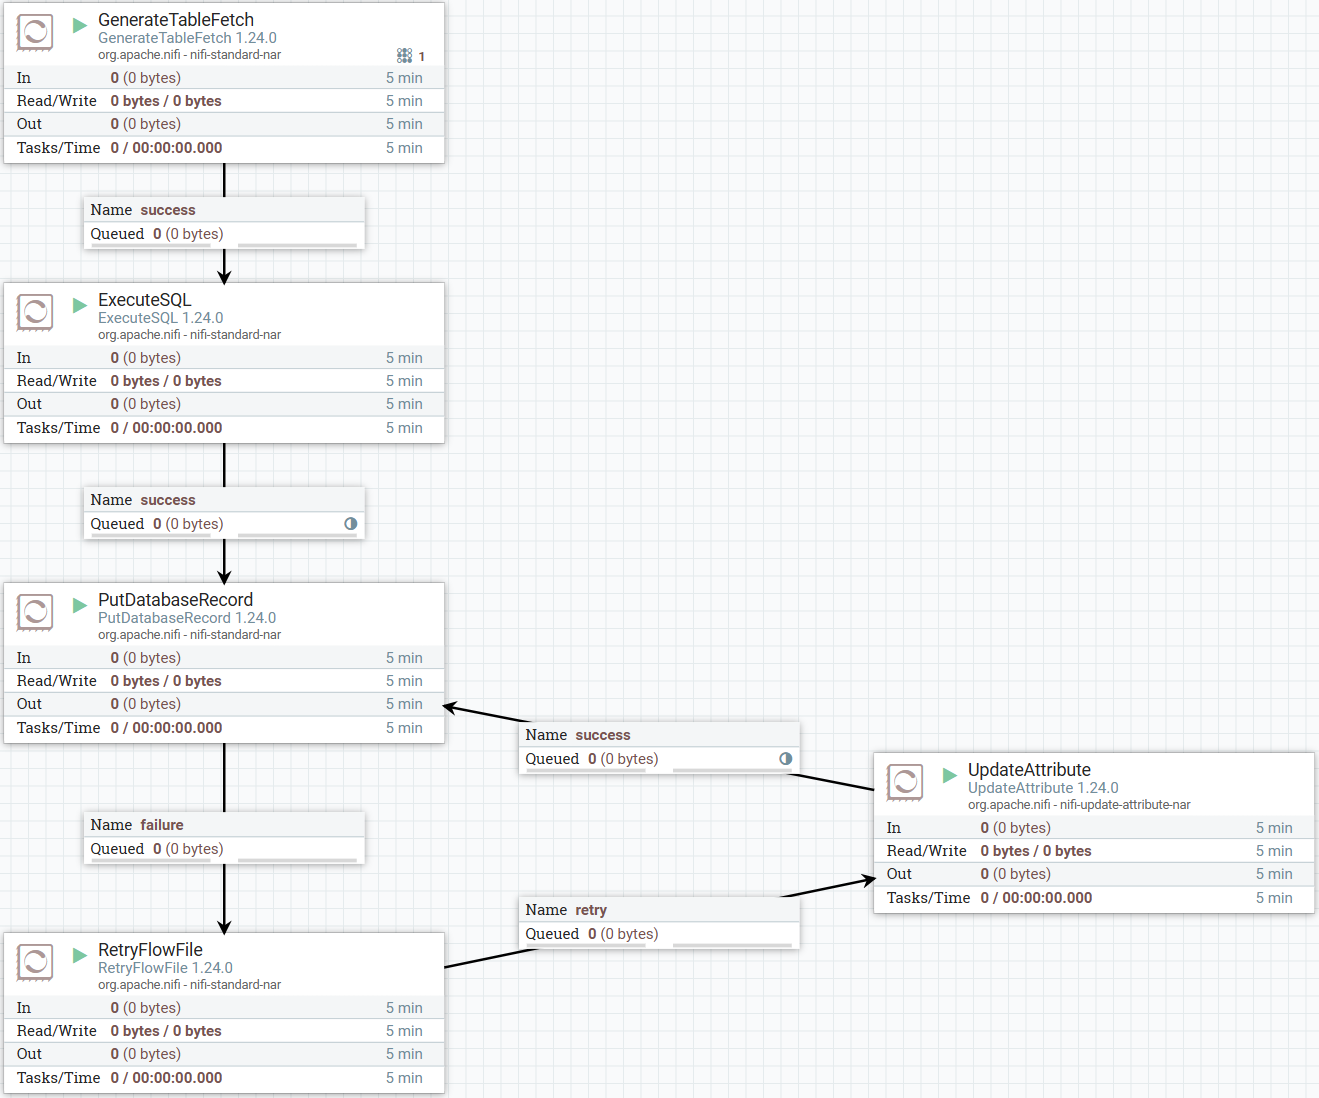 GenerateTableFetch
GenerateTableFetch 1.24.0
org.apache.nifi - nifi-standard-nar
1
In 0 (0 bytes) 5 min
Read/Write 0 bytes / 0 bytes 5 min
Out 0 (0 bytes) 5 min
Tasks/Time 0 / 00:00:00.000 5 min
Name success
Queued 0 (0 bytes)
ExecuteSQL
ExecuteSQL 1.24.0
org.apache.nifi - nifi-standard-nar
In 0 (0 bytes) 5 min
Read/Write 0 bytes / 0 bytes 5 min
Out 0 (0 bytes) 5 min
Tasks/Time 0 / 00:00:00.000 5 min
Name success
Queued 0 (0 bytes)
PutDatabaseRecord
PutDatabaseRecord 1.24.0
org.apache.nifi - nifi-standard-nar
In 0 (0 bytes) 5 min
Read/Write 0 bytes / 0 bytes 5 min
Out 0 (0 bytes) 5 min
Tasks/Time 0 / 00:00:00.000 5 min
Name success
Queued 0 (0 bytes)
UpdateAttribute
UpdateAttribute 1.24.0
org.apache.nifi - nifi-update-attribute-nar
In 0 (0 bytes) 5 min
Read/Write 0 bytes / 0 bytes 5 min
Out 0 (0 bytes) 5 min
Tasks/Time 0 / 00:00:00.000 5 min
Name failure
Queued 0 (0 bytes)
Name retry
Queued 0 (0 bytes)
RetryFlowFile
RetryFlowFile 1.24.0
org.apache.nifi - nifi-standard-nar
In 0 (0 bytes) 5 min
Read/Write 0 bytes / 0 bytes 5 min
Out 0 (0 bytes) 5 min
Tasks/Time 0 / 00:00:00.000 5 min